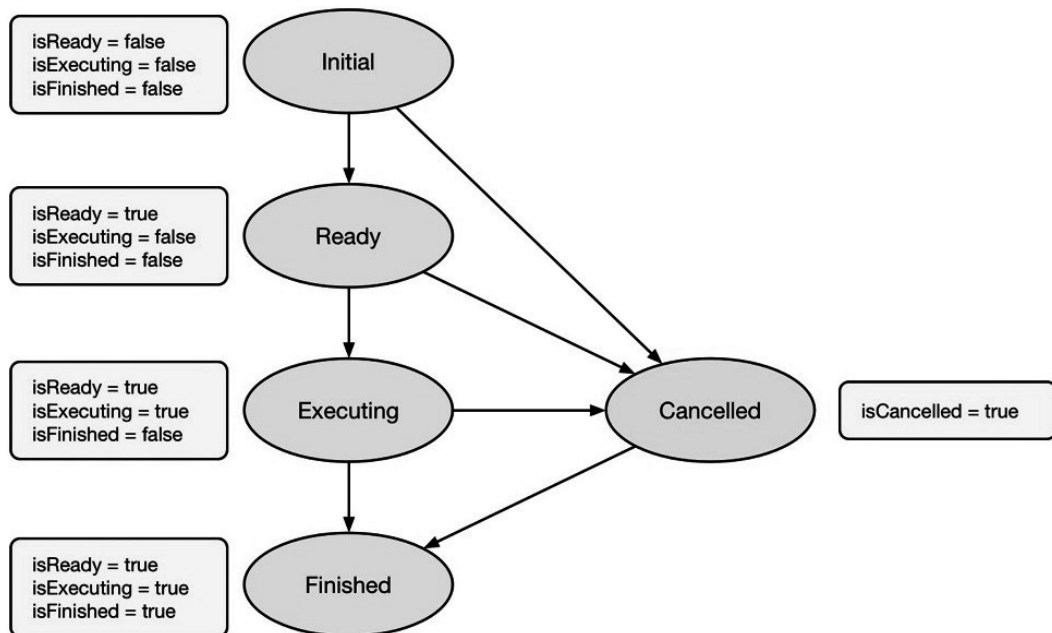 isReady = false
isExecuting = false
isFinished = false
Initial
isReady = true
isExecuting = false
isFinished = false
Ready
isReady = true
isExecuting = true
isFinished = false
Executing
Cancelled
isCancelled = true
isReady = true
isExecuting = true
isFinished = true
Finished